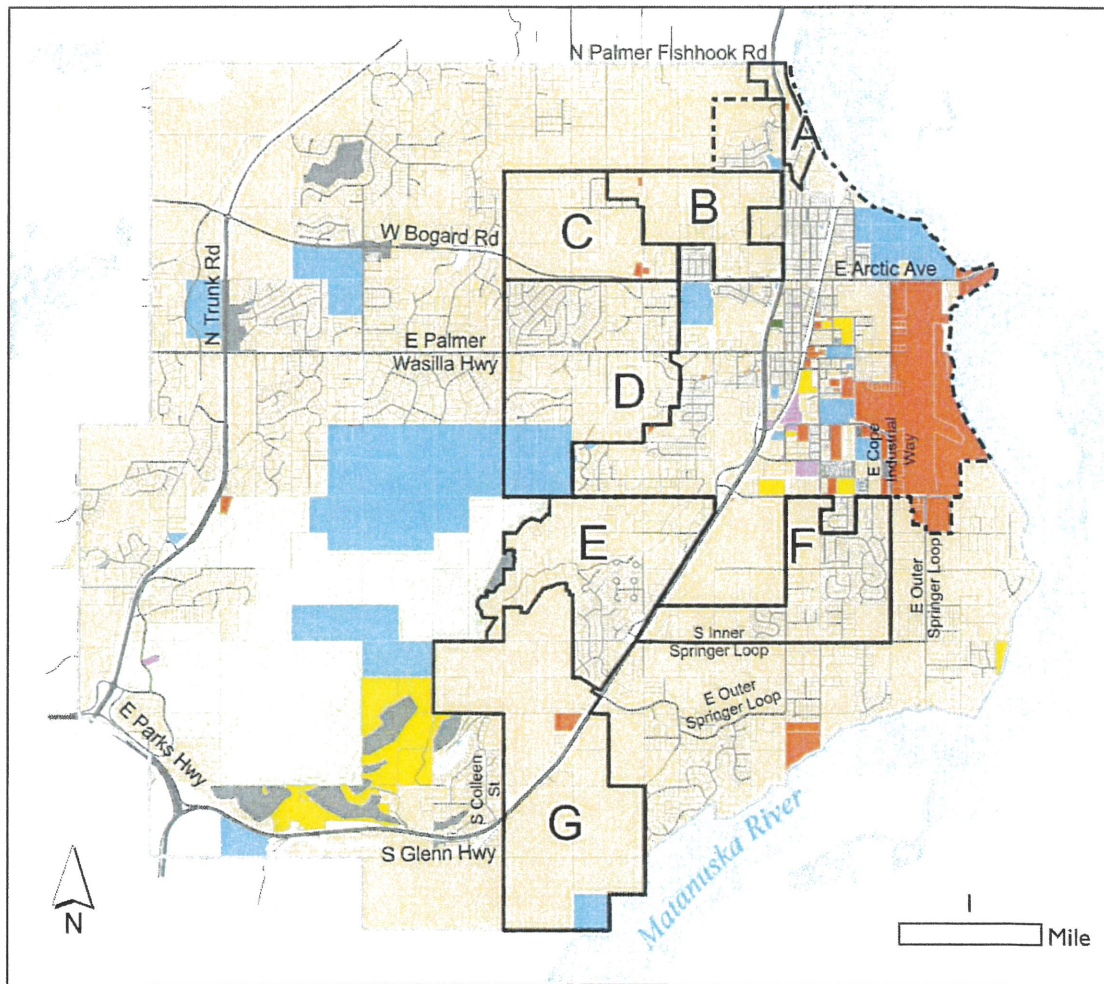 N Palmer Fishhook Rd
A
B
C
W Bogard Rd
E Arctic Ave
N Trunk Rd
E Palmer
Wasilla Hwy
D
E Cope
Industrial
Way
E
F
E Outer
Springer Loop
S Inner
Springer Loop
E Outer
Springer Loop
E Parks Hwy
S Colleen
St
G
S Glenn Hwy
Matanuska River
N
1
Mile